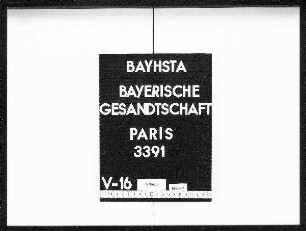 BAYHSTA
BAYERISCHE
GESANDTSCHAFT
PARIS
3391
V-16